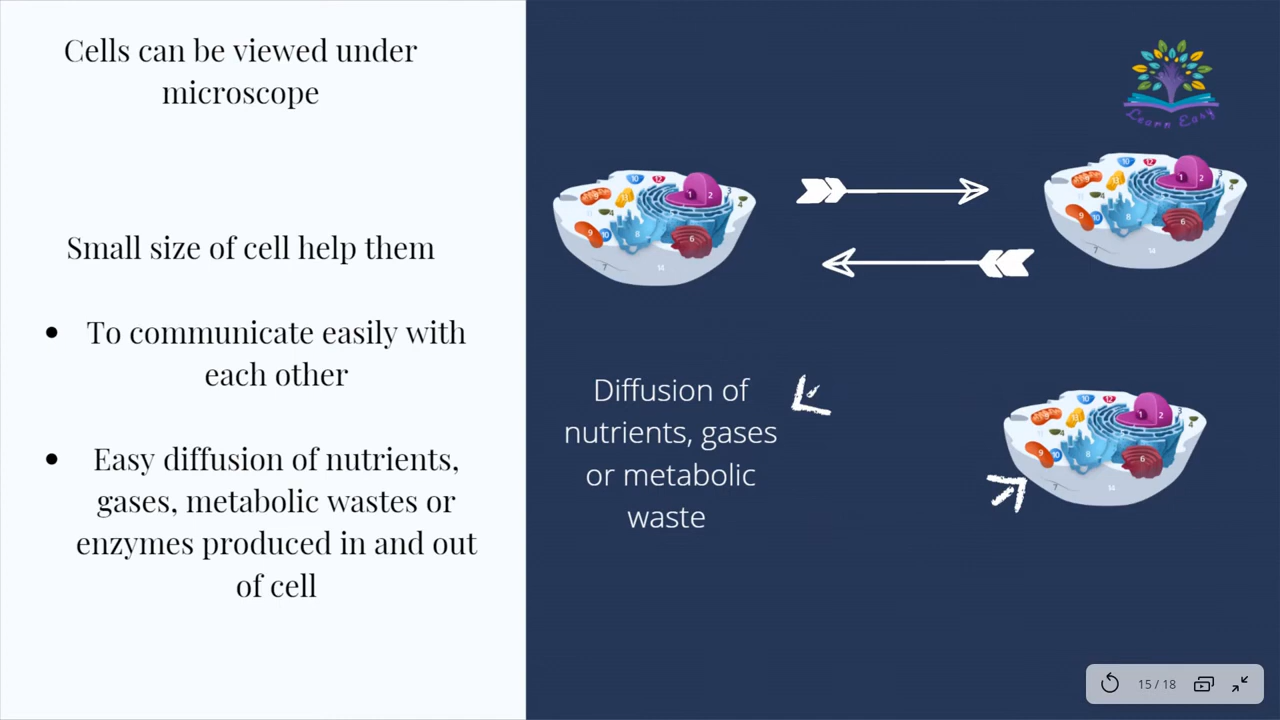 Cells can be viewed under
microscope
Small size of cell help them
• To communicate easily with
each other
• Easy diffusion of nutrients,
gases, metabolic wastes or
enzymes produced in and out
of cell
Learn Easy
Diffusion of
nutrients, gases
or metabolic
waste
15 / 18